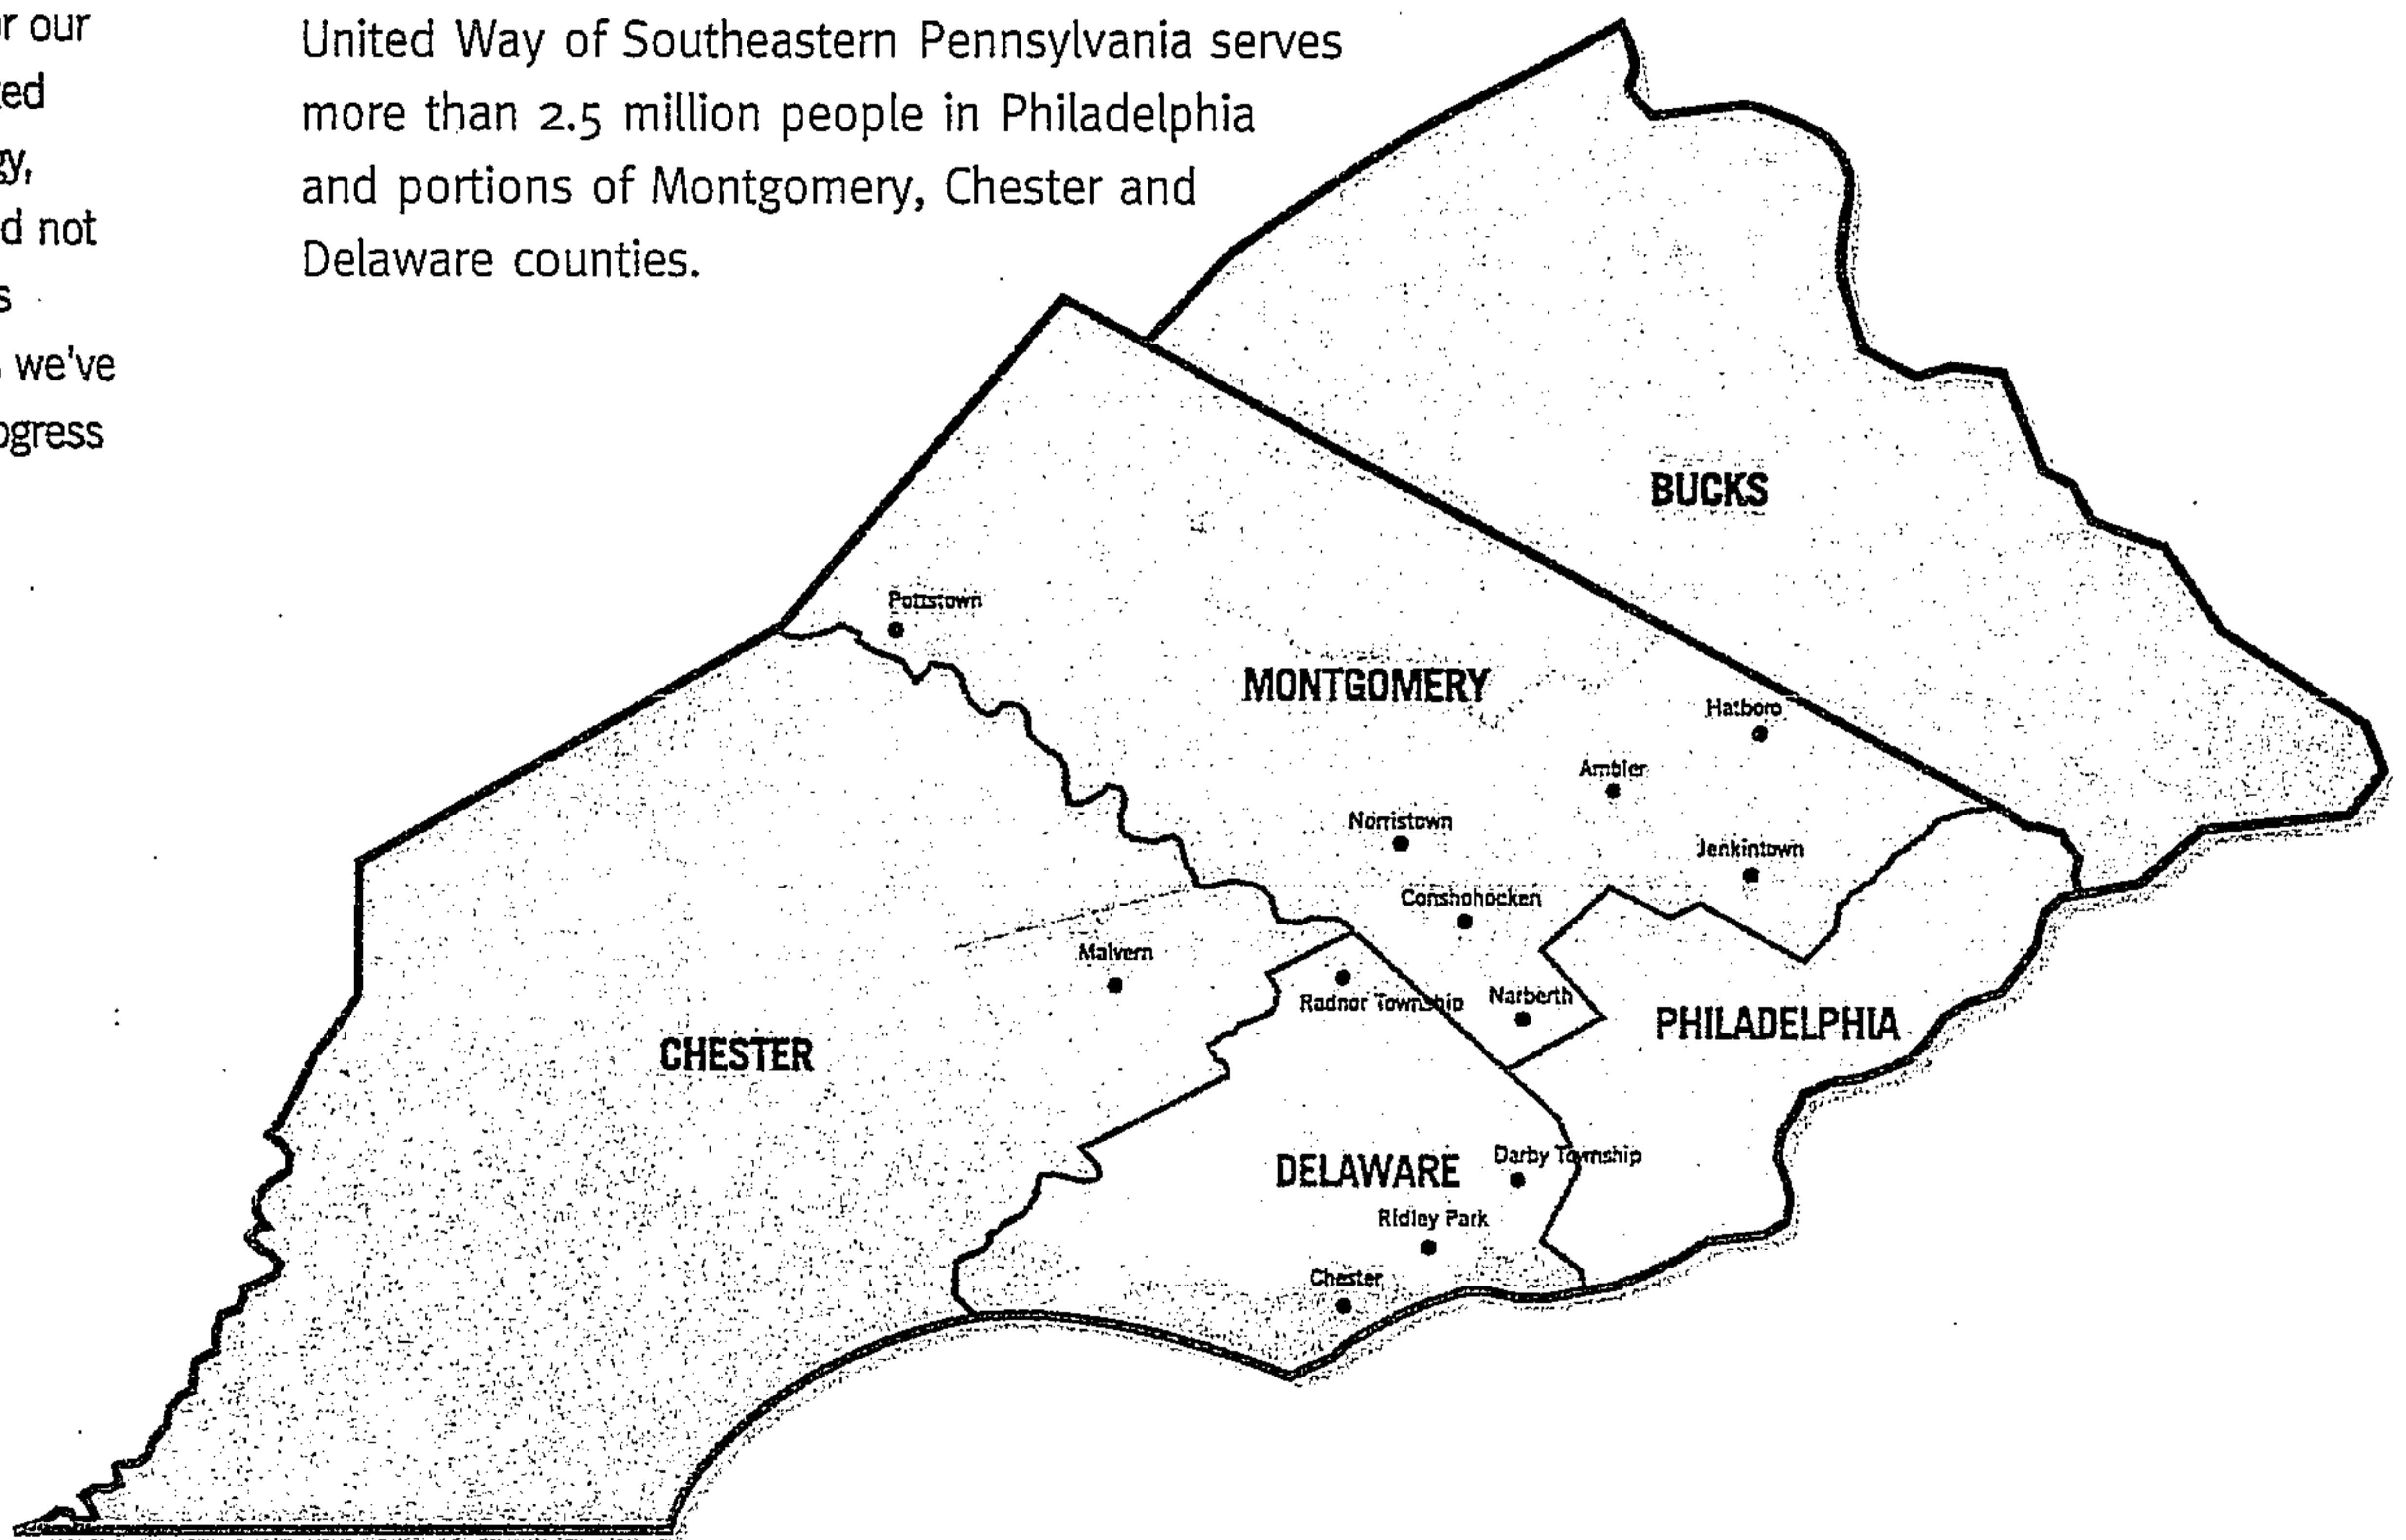 r our
ed
gy,
d not
s
we've
ogress
United Way of Southeastern Pennsylvania serves
more than 2.5 million people in Philadelphia
and portions of Montgomery, Chester and
Delaware counties.
BUCKS
Pottstown
MONTGOMERY
Hatboro
Ambler
Norristown
Jenkintown
Conshohocken
Malvern
Radnor Township
Narberth
PHILADELPHIA
CHESTER
DELAWARE
Darby Township
Ridley Park
Chester